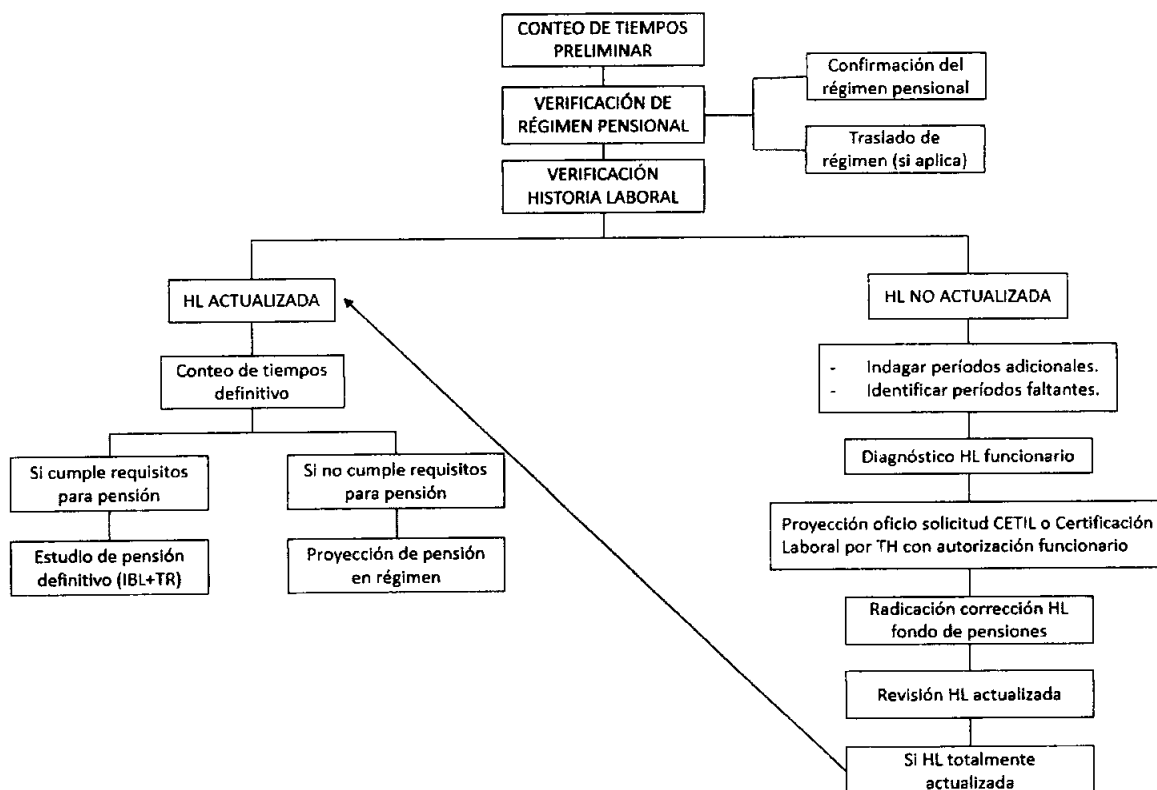 CONTEO DE TIEMPOS
PRELIMINAR
VERIFICACIÓN DE
RÉGIMEN PENSIONAL
Confirmación del
régimen pensional
Traslado de
régimen (si aplica)
VERIFICACIÓN
HISTORIA LABORAL
HL ACTUALIZADA
Conteo de tiempos
definitivo
Si cumple requisitos
para pensión
Estudio de pensión
definitivo (IBL+TR)
Si no cumple requisitos
para pensión
Proyección de pensión
en régimen
HL NO ACTUALIZADA
- Indagar períodos adicionales.
- Identificar períodos faltantes.
Diagnóstico HL funcionario
Proyección oficio solicitud CETIL o Certificación
Laboral por TH con autorización funcionario
Radicación corrección HL
fondo de pensiones
Revisión HL actualizada
Si HL totalmente
actualizada